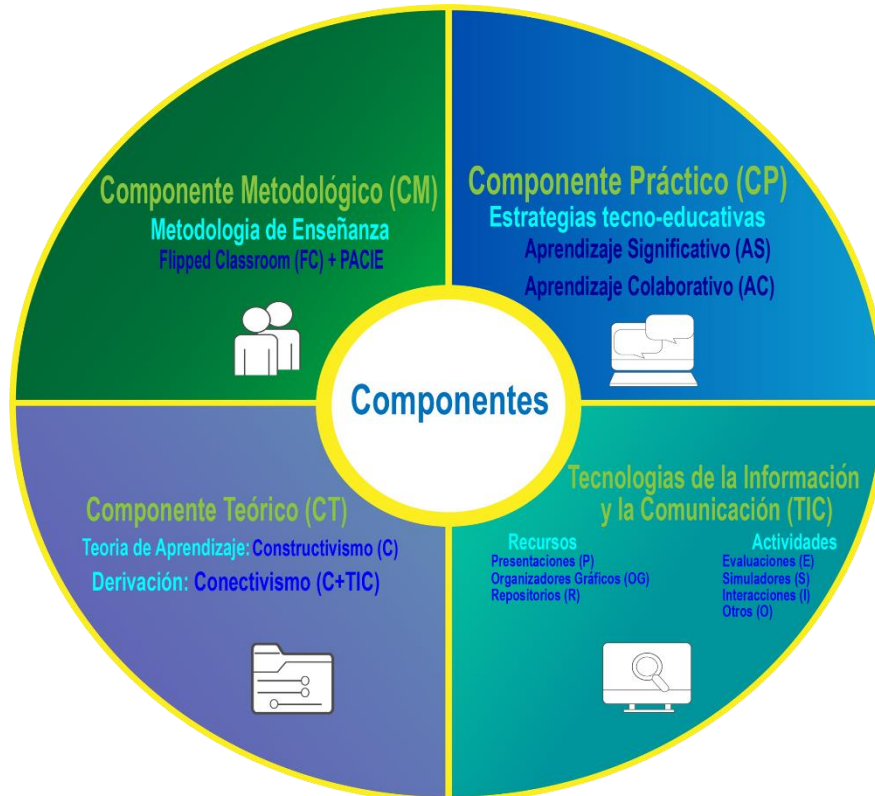 Componente Metodológico (CM)
Metodologia de Enseñanza
Flipped Classroom (FC) + PACIE
Componente Práctico (CP)
Estrategias tecno-educativas
Aprendizaje Significativo (AS)
Aprendizaje Colaborativo (AC)
Componentes
Componente Teórico (CT)
Teoria de Aprendizaje: Constructivismo (C)
Derivación: Conectivismo (C+TIC)
Tecnologias de la Información
y la Comunicación (TIC)
Recursos
Presentaciones (P)
Organizadores Gráficos (OG)
Repositorios (R)
Actividades
Evaluaciones (E)
Simuladores (S)
Interacciones (I)
Otros (O)